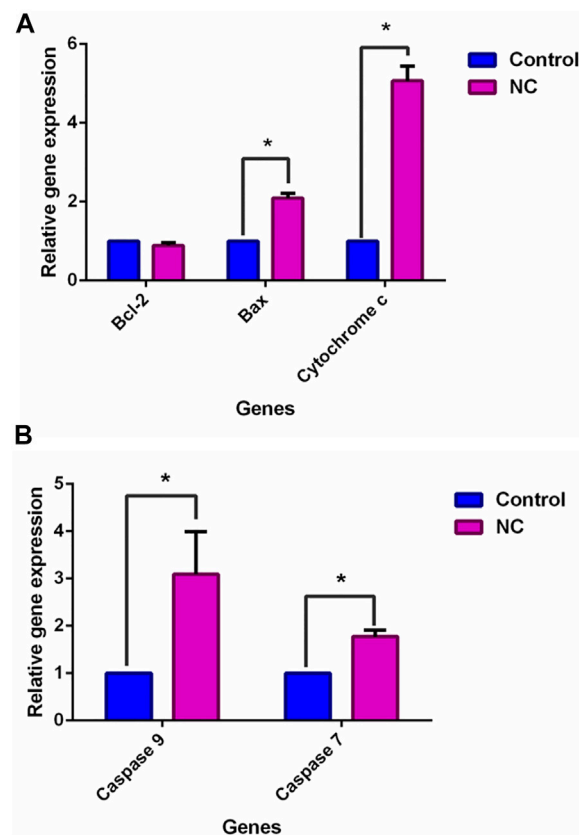 A
Relative gene expression
6
4
2
0
*
*
Control
NC
Bcl-2
Bax
Cytochrome c
Genes
B
Relative gene expression
5
4
3
2
1
0
*
*
Control
NC
Caspase 9
Caspase 7
Genes